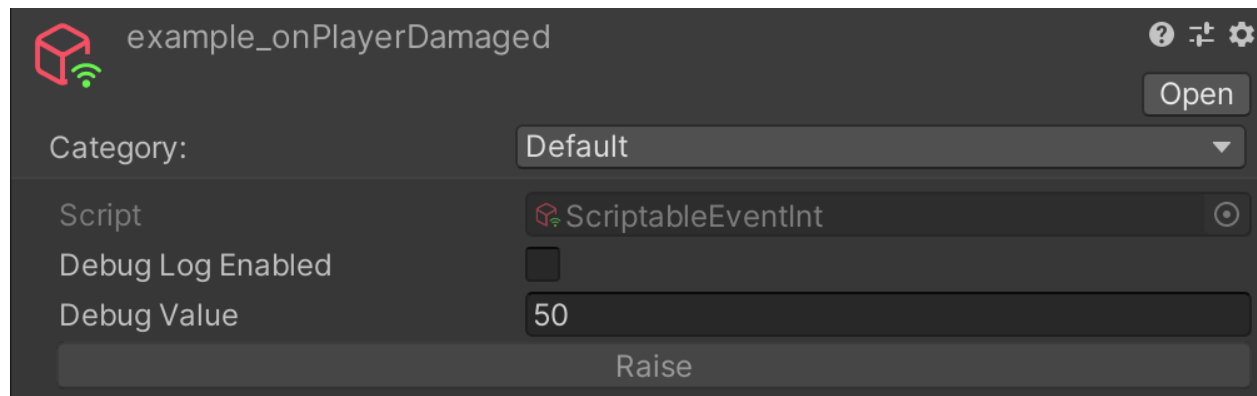 example_onPlayerDamaged
Open
Category: Default
Script ScriptableEventInt
Debug Log Enabled
Debug Value 50
Raise